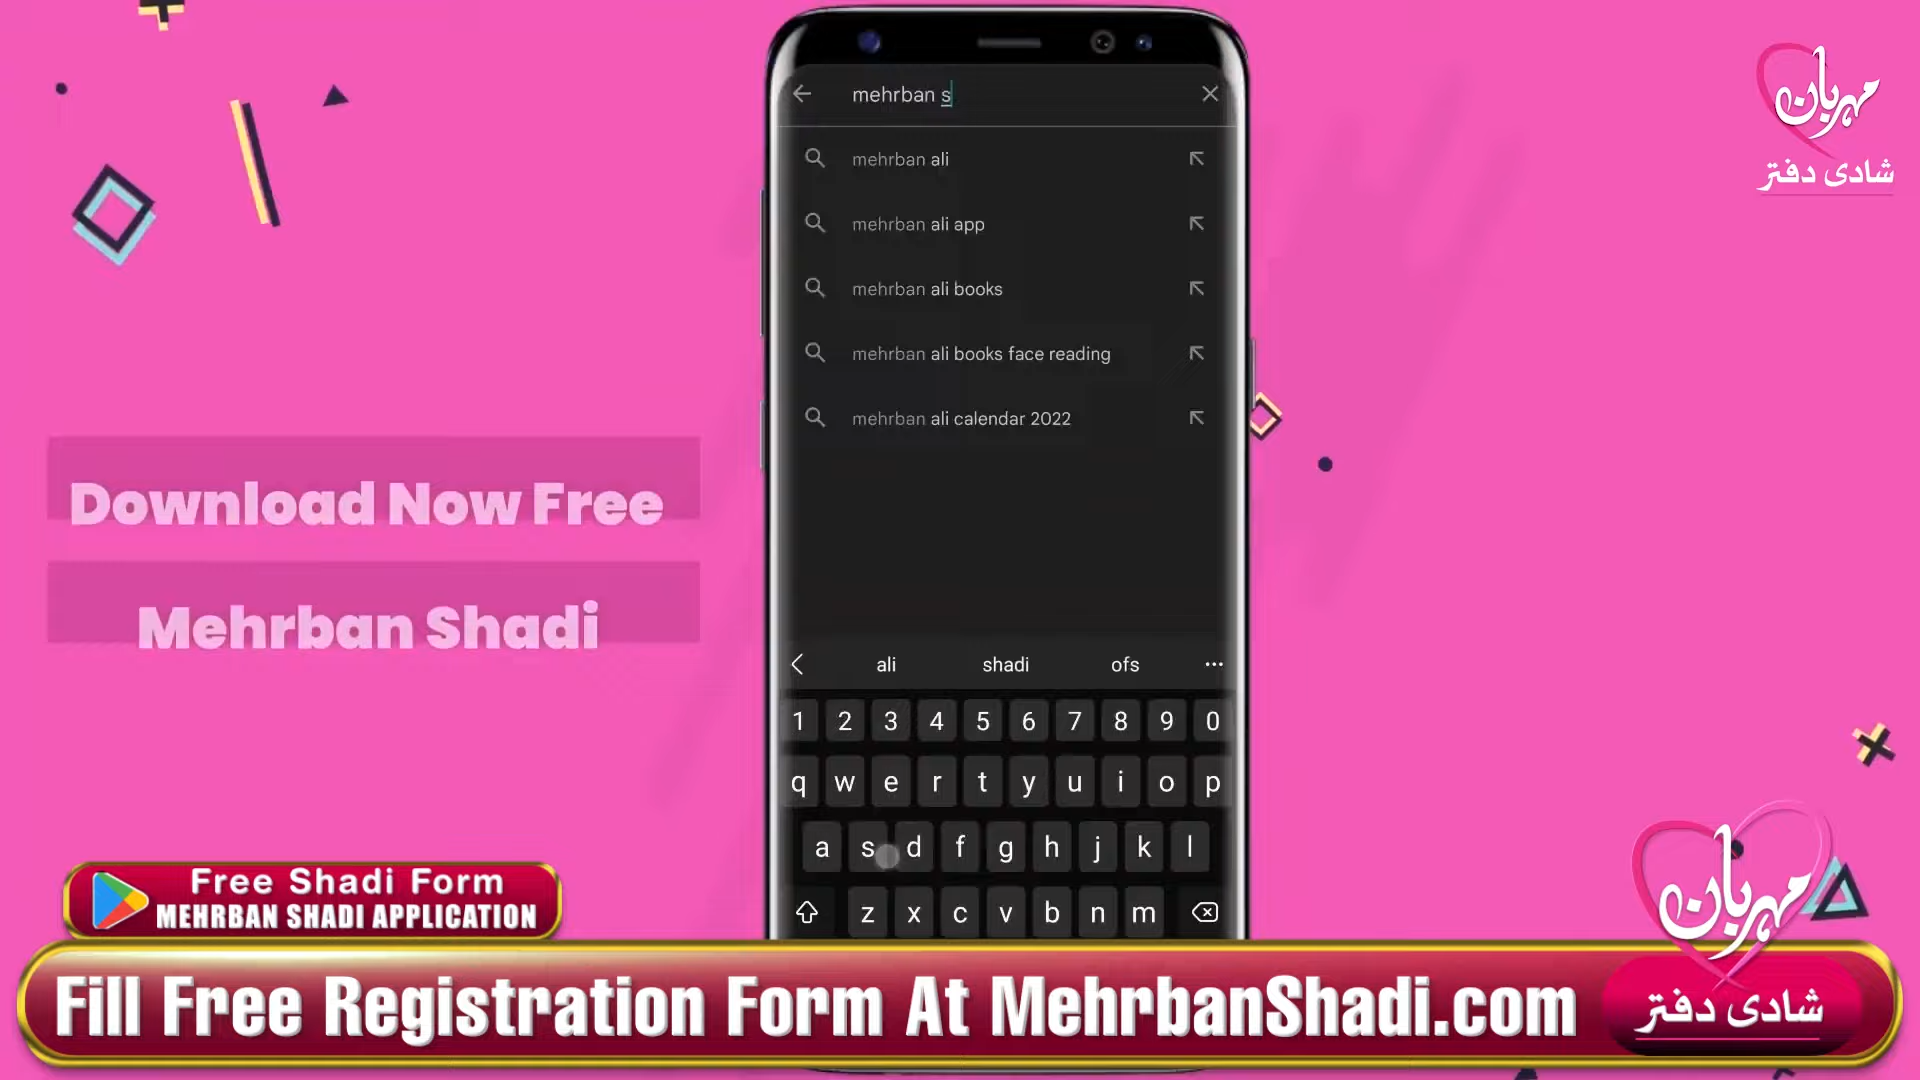 mehrban s
mehrban ali
mehrban ali app
mehrban ali books
mehrban ali books face reading
mehrban ali calendar 2022
ali shadi ofs ...
1 2 3 4 5 6 7 8 9 0
q w e r t y u i o p
a s d f g h j k l
z x c v b n m
مہربان
شادی دفتر
Download Now Free
Mehrban Shadi
Free Shadi Form
MEHRBAN SHADI APPLICATION
Fill Free Registration Form At MehrbanShadi.com
مہربان
شادی دفتر